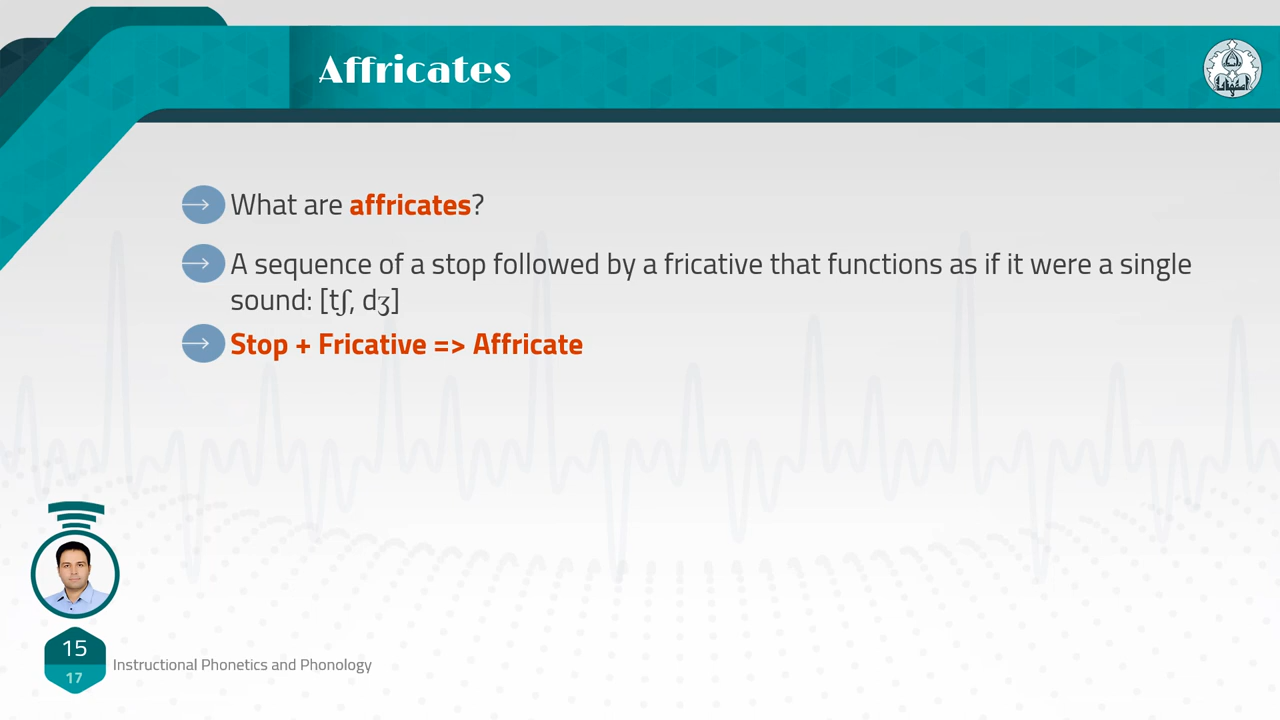 Affricates
What are affricates?
A sequence of a stop followed by a fricative that functions as if it were a single
sound: [tʃ, dʒ]
Stop + Fricative => Affricate
15
17
Instructional Phonetics and Phonology